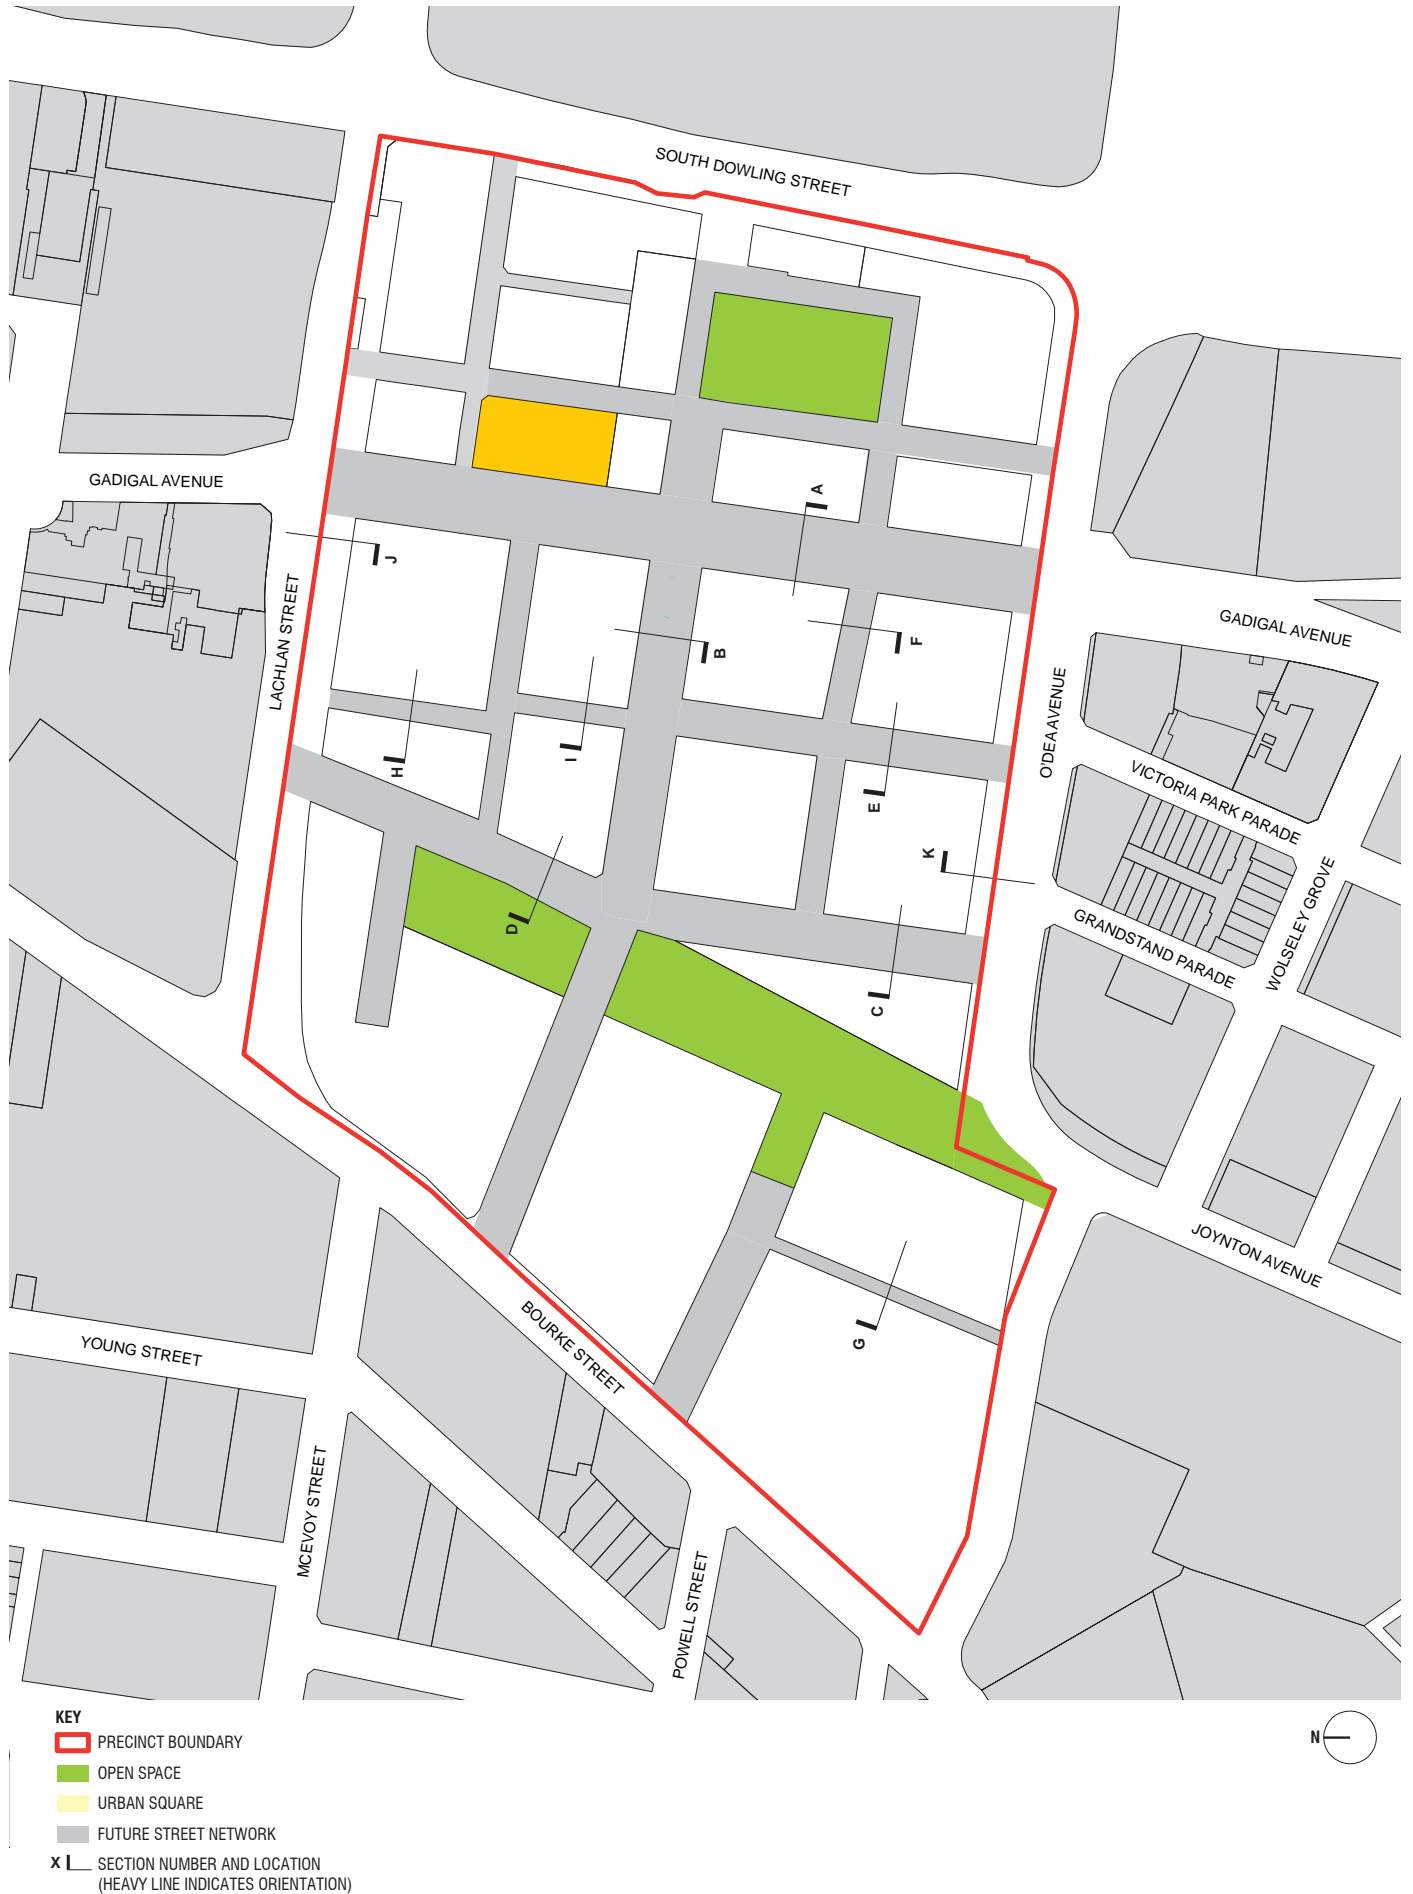 SOUTH DOWLING STREET
GADIGAL AVENUE
A
J
LACHLAN STREET
GADIGAL AVENUE
F
B
O'DEA AVENUE
I
H
VICTORIA PARK PARADE
E
K
WOLSELEY GROVE
D
GRANDSTAND PARADE
C
JOYNTON AVENUE
G
BOURKE STREET
YOUNG STREET
MCEVOY STREET
POWELL STREET
KEY
PRECINCT BOUNDARY
OPEN SPACE
URBAN SQUARE
FUTURE STREET NETWORK
X SECTION NUMBER AND LOCATION
(HEAVY LINE INDICATES ORIENTATION)
N